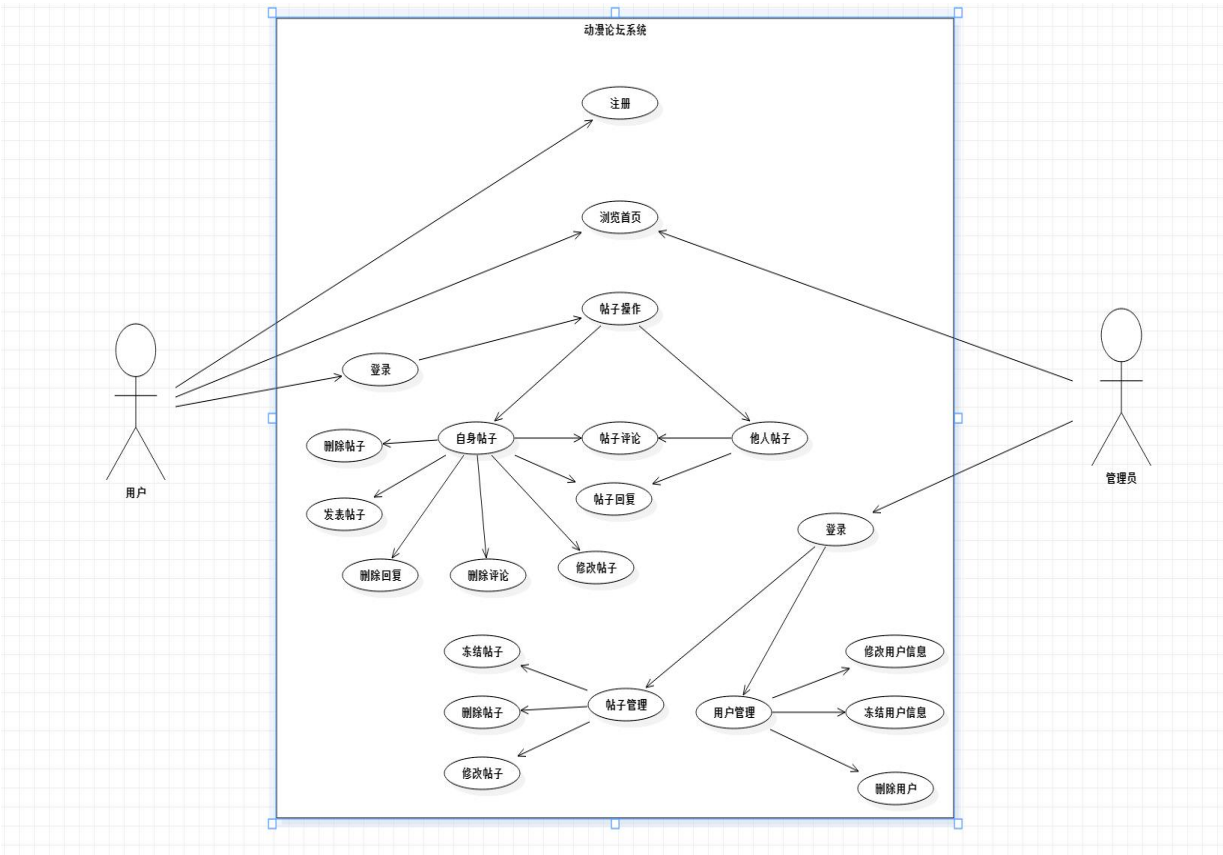 动漫论坛系统
注册
浏览首页
帖子操作
登录
自身帖子
帖子评论
他人帖子
删除帖子
帖子回复
发表帖子
用户
管理员
登录
删除回复
删除评论
修改帖子
冻结帖子
修改用户信息
帖子管理
删除帖子
用户管理
冻结用户信息
修改帖子
删除用户